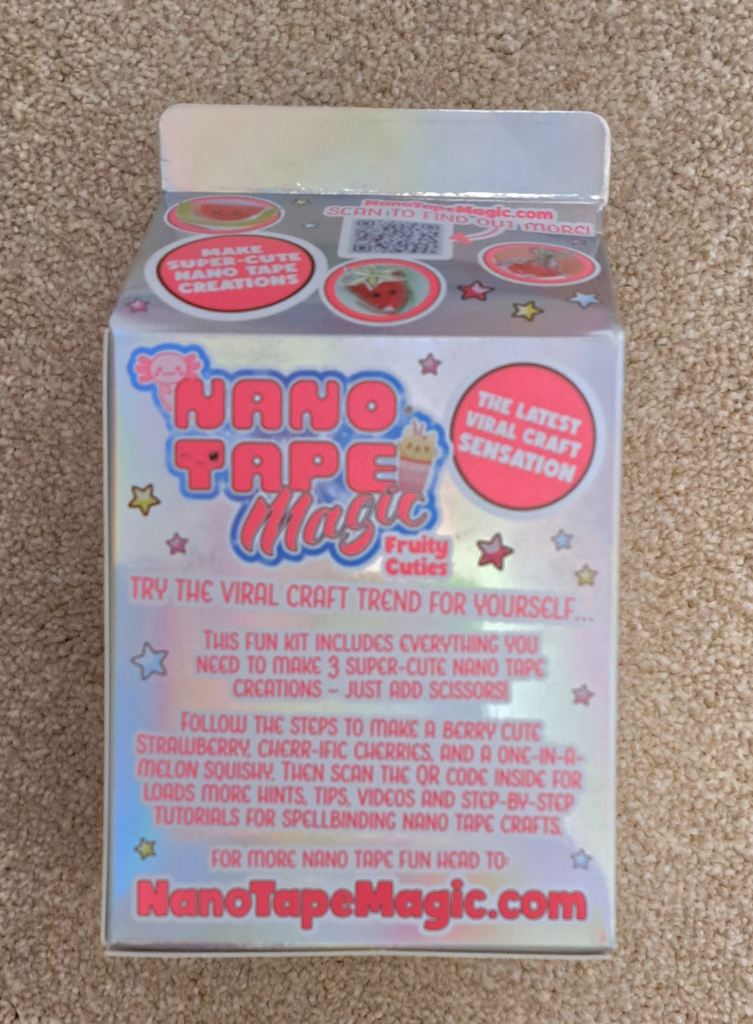 NanoTapeMagic.com
SCAN TO FIND OUT MORE!
MAKE
SUPER-CUTE
NANO TAPE
CREATIONS
NANO
TAPE
Magic
Fruity
Cuties
THE LATEST
VIRAL CRAFT
SENSATION
TRY THE VIRAL CRAFT TREND FOR YOURSELF...
THIS FUN KIT INCLUDES EVERYTHING YOU
NEED TO MAKE 3 SUPER-CUTE NANO TAPE
CREATIONS – JUST ADD SCISSORS!
FOLLOW THE STEPS TO MAKE A BERRY CUTE
STRAWBERRY, CHERR-IFIC CHERRIES, AND A ONE-IN-A-
MELON SQUISHY. THEN SCAN THE QR CODE INSIDE FOR
LOADS MORE HINTS, TIPS, VIDEOS AND STEP-BY-STEP
TUTORIALS FOR SPELLBINDING NANO TAPE CRAFTS.
FOR MORE NANO TAPE FUN HEAD TO:
NanoTapeMagic.com